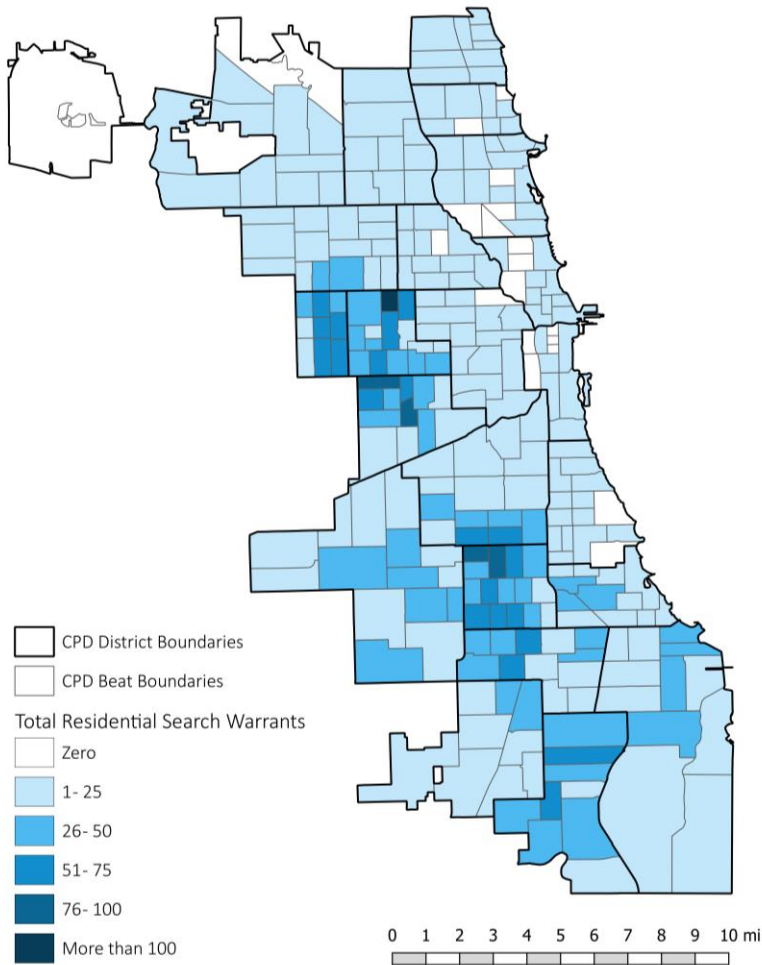 CPD District Boundaries
CPD Beat Boundaries
Total Residential Search Warrants
Zero
1- 25
26- 50
51- 75
76- 100
More than 100
0 1 2 3 4 5 6 7 8 9 10 mi